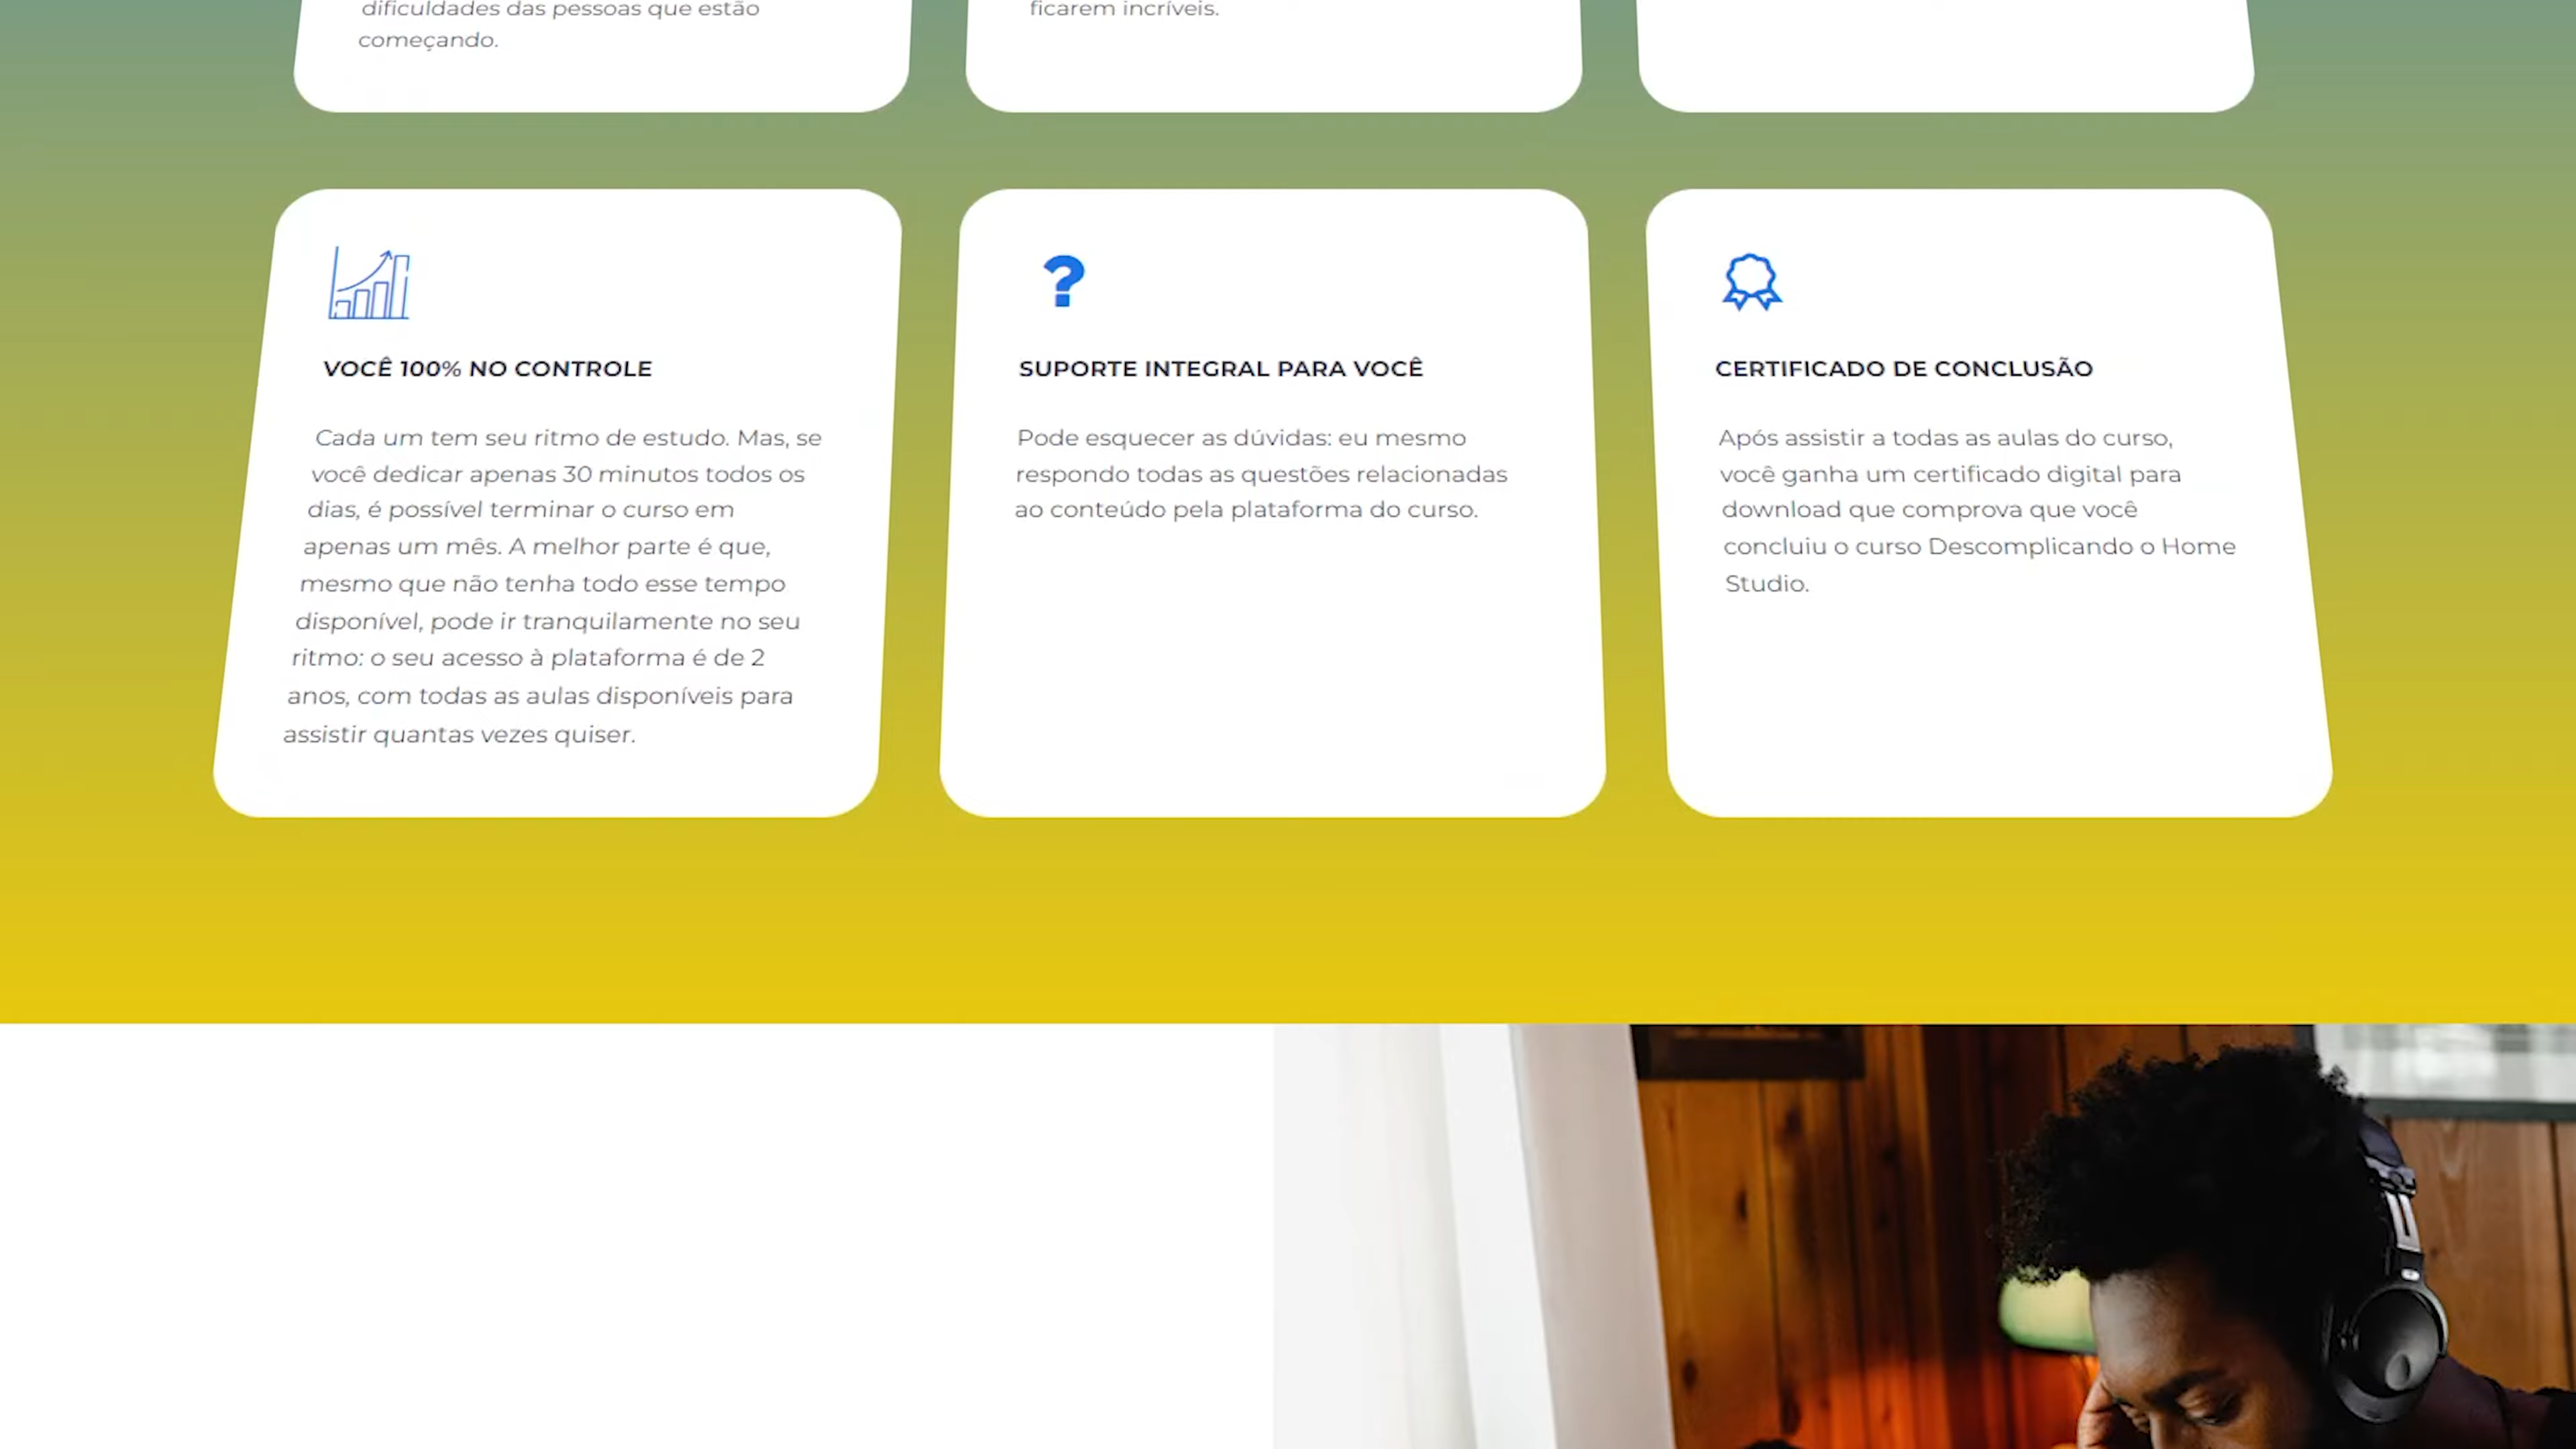 dificuldades das pessoas que estão
começando.
ficarem incríveis.
VOCÊ 100% NO CONTROLE
Cada um tem seu ritmo de estudo. Mas, se
você dedicar apenas 30 minutos todos os
dias, é possível terminar o curso em
apenas um mês. A melhor parte é que,
mesmo que não tenha todo esse tempo
disponível, pode ir tranquilamente no seu
ritmo: o seu acesso à plataforma é de 2
anos, com todas as aulas disponíveis para
assistir quantas vezes quiser.
SUPORTE INTEGRAL PARA VOCÊ
Pode esquecer as dúvidas: eu mesmo
respondo todas as questões relacionadas
ao conteúdo pela plataforma do curso.
CERTIFICADO DE CONCLUSÃO
Após assistir a todas as aulas do curso,
você ganha um certificado digital para
download que comprova que você
concluiu o curso Descomplicando o Home
Studio.